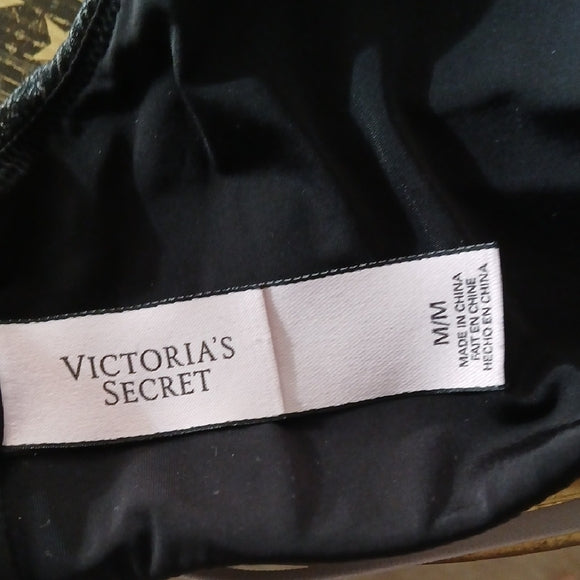 VICTORIA'S
SECRET
M/M
MADE IN CHINA
FAIT EN CHINE
HECHO EN CHINA